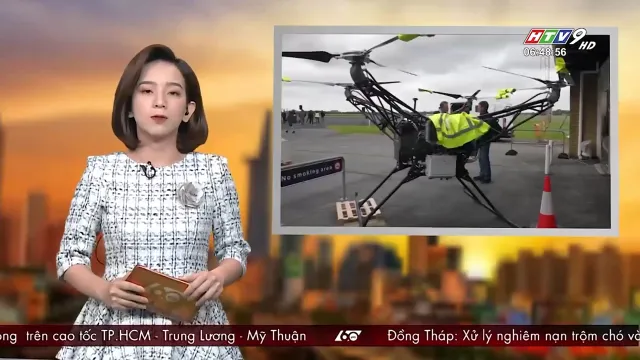 HTV9 HD
06:48:56
No smoking area
ong trên cao tốc TP.HCM - Trung Lương - Mỹ Thuận 60 Đồng Tháp: Xử lý nghiêm nạn trộm chó và